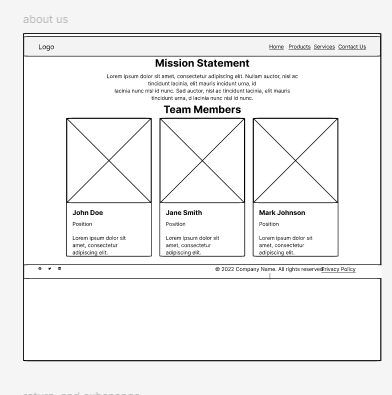 about us
Logo
Home Products Services Contact Us
Mission Statement
Lorem ipsum dolor sit amet, consectetur adipiscing elit. Nullam auctor, nisl ac
tincidunt lacinia, elit mauris incidunt urna, id
lacinia nunc nisl id nunc. Sed auctor, nisl ac tincidunt lacinia, elit mauris
tincidunt urna, d lacinia nunc nisl id nunc.
Team Members
John Doe
Position
Lorem ipsum dolor sit
amet, consectetur
adipiscing elit.
Jane Smith
Position
Lorem ipsum dolor sit
amet, consectetur
adipiscing elit.
Mark Johnson
Position
Lorem ipsum dolor sit
amet, consectetur
adipiscing elit.
© 2022 Company Name. All rights reserved Privacy Policy